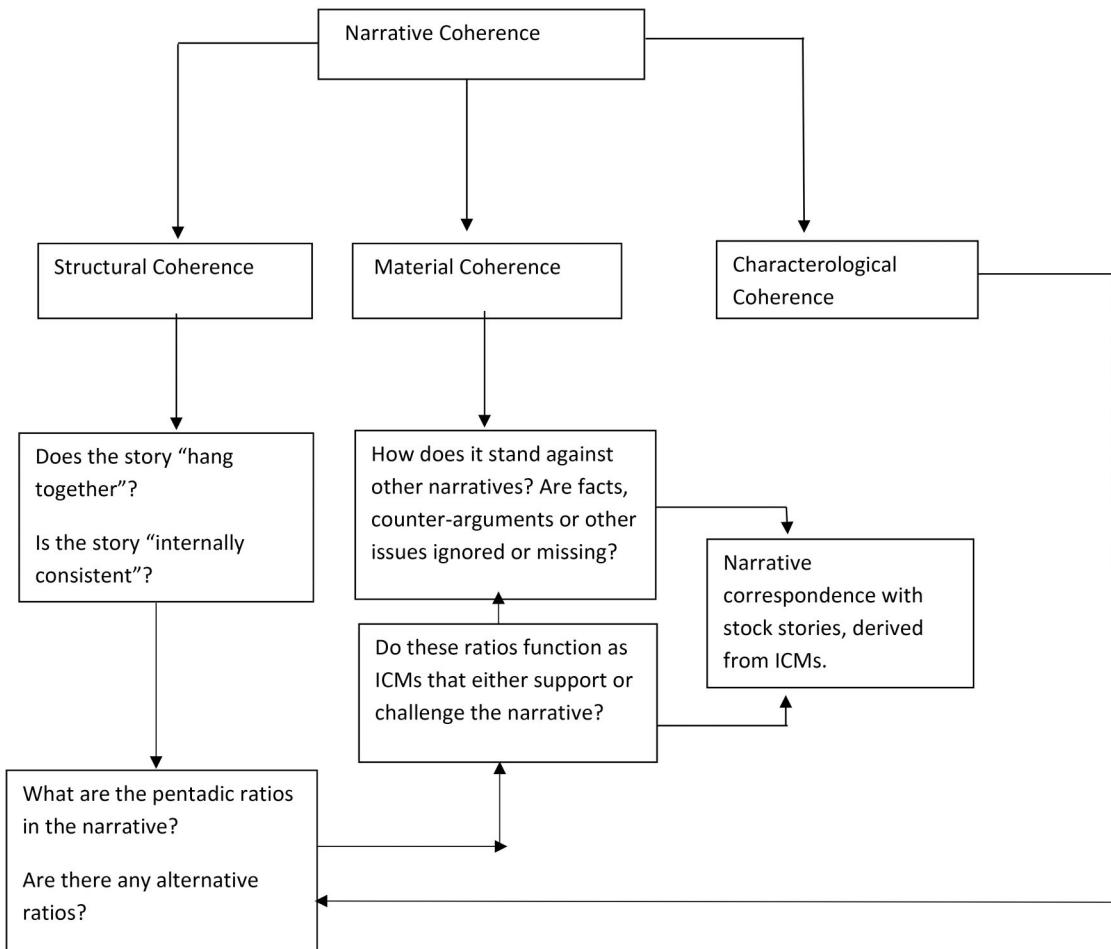 Narrative Coherence
Structural Coherence
Material Coherence
Characterological
Coherence
Does the story “hang
together”?
Is the story “internally
consistent”?
How does it stand against
other narratives? Are facts,
counter-arguments or other
issues ignored or missing?
Narrative
correspondence with
stock stories, derived
from ICMs.
Do these ratios function as
ICMs that either support or
challenge the narrative?
What are the pentadic ratios
in the narrative?
Are there any alternative
ratios?